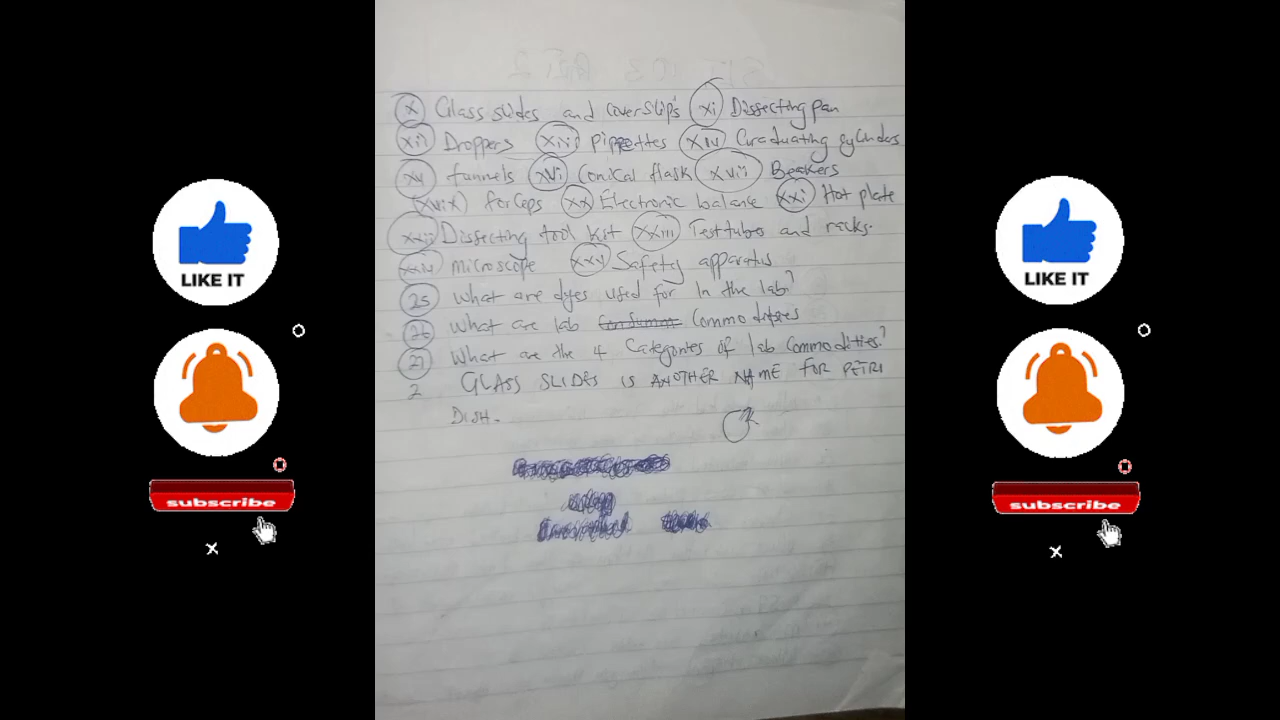 x Glass slides and coverslip's xi Dissecting pan
xii Droppers xiii pippettes xiv Graduating cylinders
xv funnels xvi Conical flask xvii Beakers
xvix) forceps xx Electronic balance xxi Hot plate
xxii Dissecting tool kit xxiii Test tubes and racks.
xxiv microscope xxv Safety apparatus
25 What are dyes used for in the lab?
26 What are lab Commodities
27 What are the 4 Categories of lab Commodities?
2 GLASS SLIDES IS ANOTHER NAME FOR PETRI
DISH.
LIKE IT
subscribe
LIKE IT
subscribe